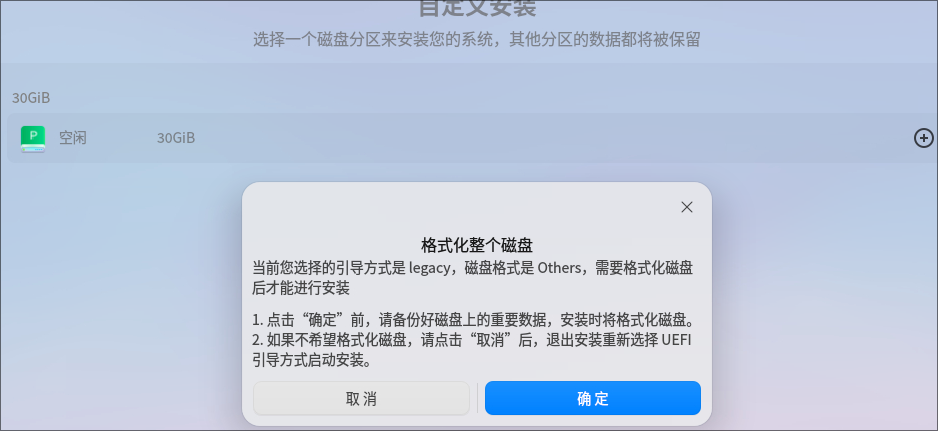 自定义安装
选择一个磁盘分区来安装您的系统，其他分区的数据都将被保留
30GiB
P
空闲 30GiB
格式化整个磁盘
当前您选择的引导方式是 legacy，磁盘格式是 Others，需要格式化磁盘
后才能进行安装
1. 点击“确定”前，请备份好磁盘上的重要数据，安装时将格式化磁盘。
2. 如果不希望格式化磁盘，请点击“取消”后，退出安装重新选择 UEFI
引导方式启动安装。
取消 确定